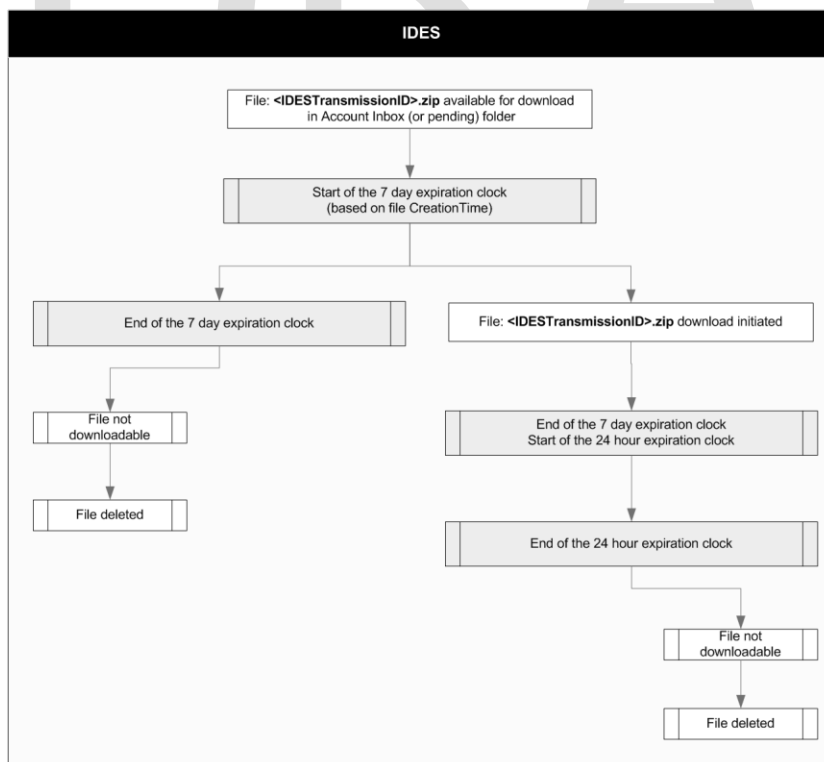 IDES
File: <IDESTransmissionID>.zip available for download
in Account Inbox (or pending) folder
Start of the 7 day expiration clock
(based on file CreationTime)
End of the 7 day expiration clock
File: <IDESTransmissionID>.zip download initiated
File not
downloadable
End of the 7 day expiration clock
Start of the 24 hour expiration clock
File deleted
End of the 24 hour expiration clock
File not
downloadable
File deleted